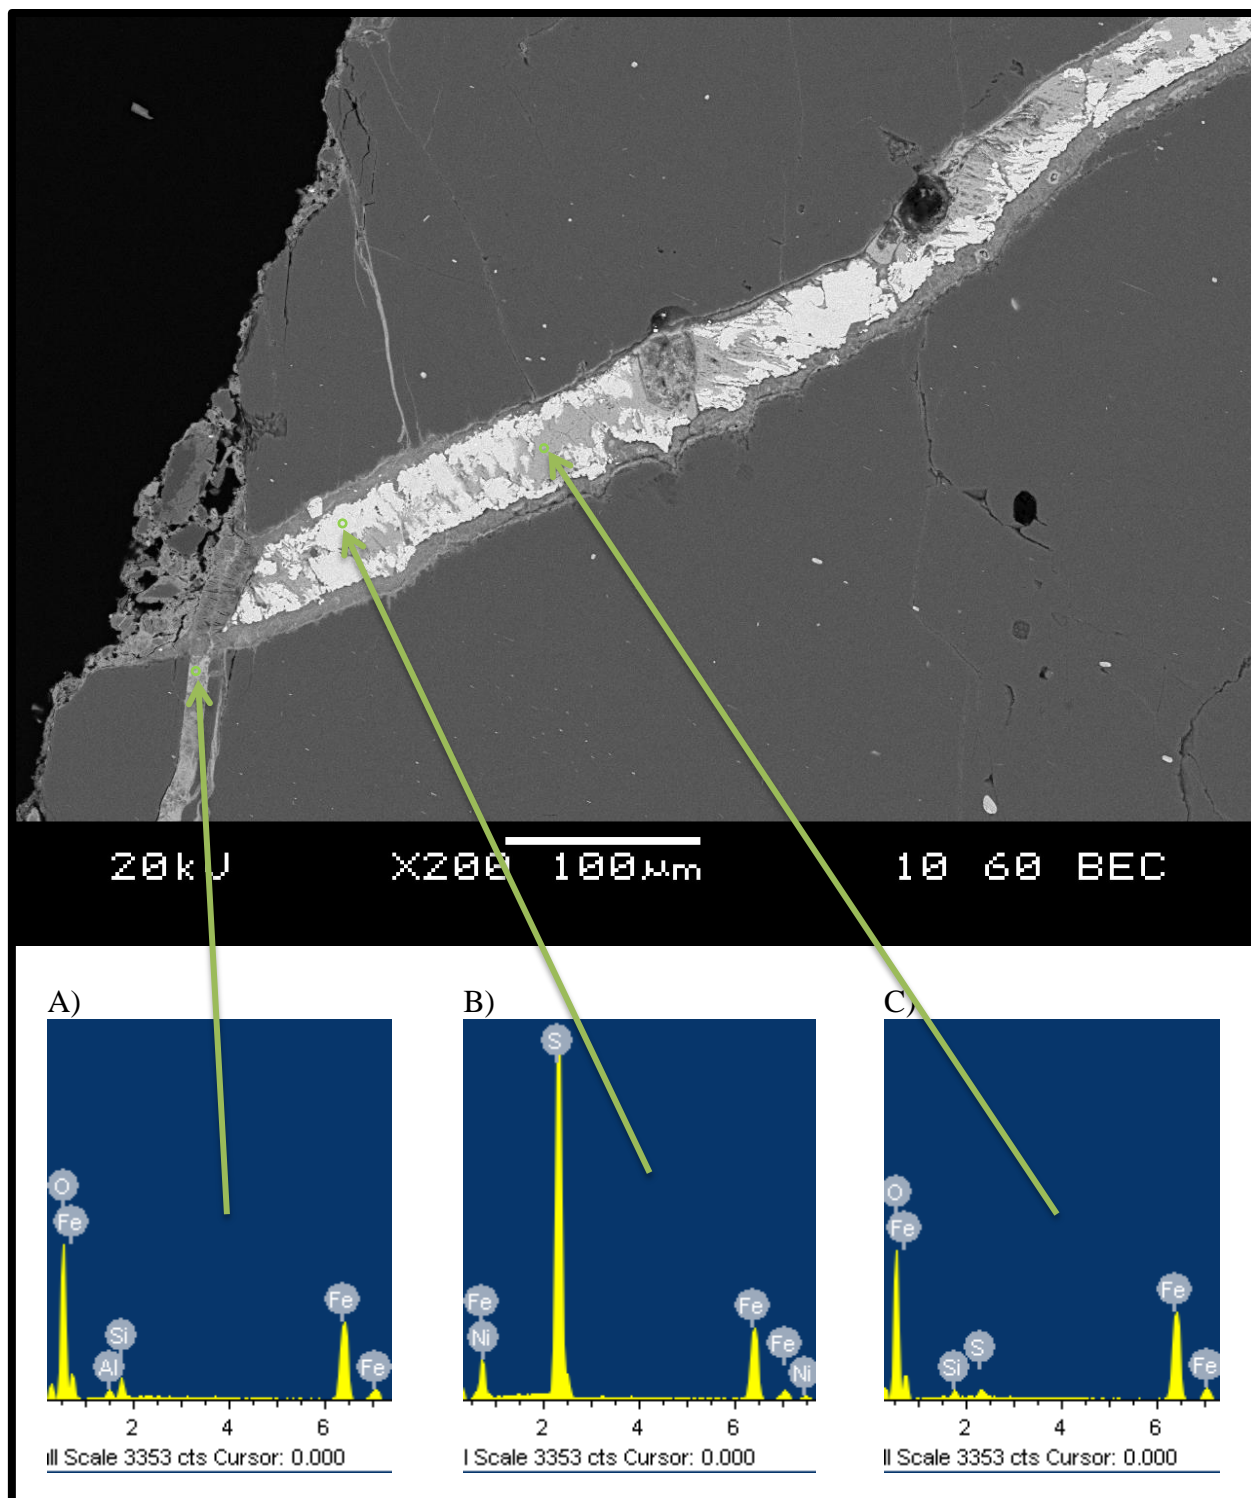 20kV X200 100μm 10 60 BEC
A) B) C)
S
O
Fe
Si
Al
Fe
Fe
2 4 6
ll Scale 3353 cts Cursor: 0.000
Fe
Ni
Fe
Fe
Ni
2 4 6
l Scale 3353 cts Cursor: 0.000
O
Fe
Si
S
Fe
Fe
2 4 6
ll Scale 3353 cts Cursor: 0.000